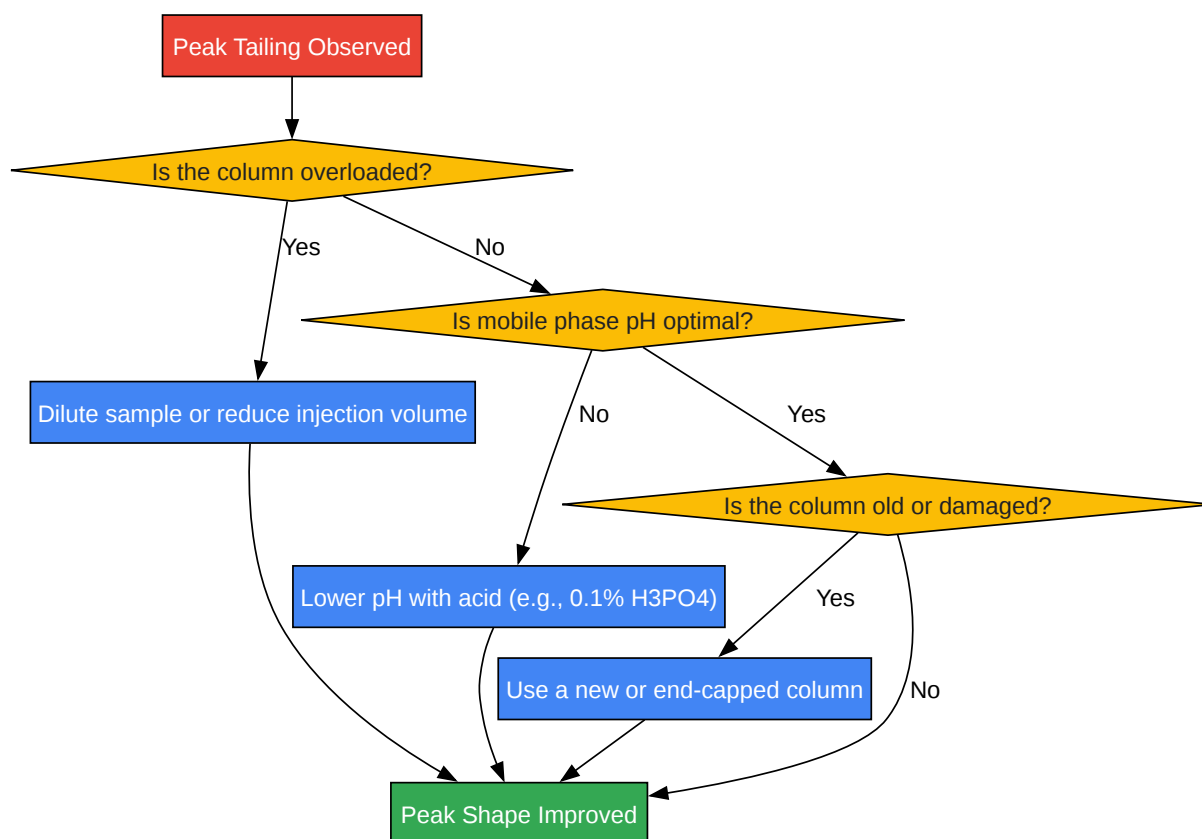 Peak Tailing Observed
Is the column overloaded?
Yes
No
Is mobile phase pH optimal?
Dilute sample or reduce injection volume
No
Yes
Is the column old or damaged?
Lower pH with acid (e.g., 0.1% H3PO4)
Yes
Use a new or end-capped column
No
Peak Shape Improved